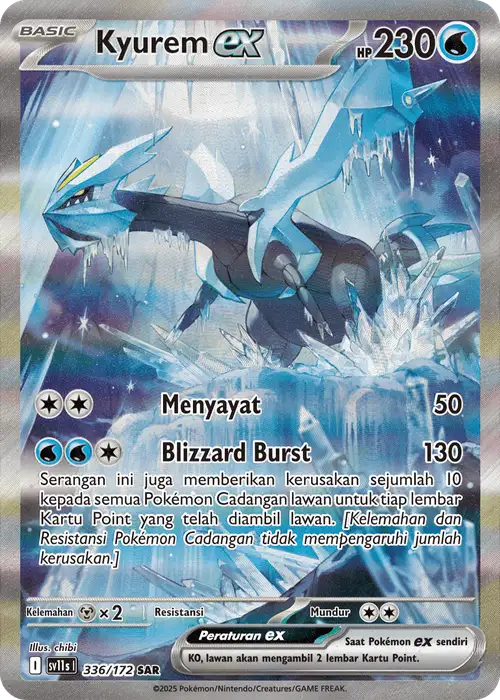 BASIC
Kyurem ex
HP 230
Menyayat 50
Blizzard Burst 130
Serangan ini juga memberikan kerusakan sejumlah 10
kepada semua Pokémon Cadangan lawan untuk tiap lembar
Kartu Point yang telah diambil lawan. [Kelemahan dan
Resistansi Pokémon Cadangan tidak mempengaruhi jumlah
kerusakan.]
Kelemahan ×2 Resistansi Mundur
Illus. chibi
Peraturan ex
Saat Pokémon ex sendiri
KO, lawan akan mengambil 2 lembar Kartu Point.
I sv11s I 336/172 SAR
©2025 Pokémon/Nintendo/Creatures/GAME FREAK.